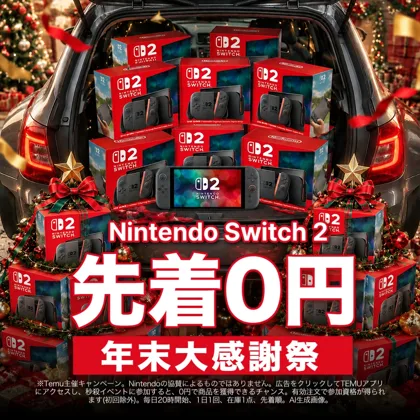 Nintendo Switch 2
先着0円
年末大感謝祭
※Temu主催キャンペーン。Nintendoの協賛によるものではありません。広告をクリックしてTEMUアプリ
にアクセスし、秒殺イベントに参加すると、0円で商品を獲得できるチャンス。有効注文で参加資格が得られ
ます(初回除外)。毎日20時開始、1日1回、在庫1点、先着順。AI生成画像。
2
NINTENDO
SWITCH